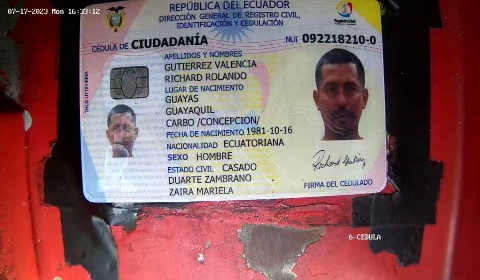 07-17-2023 Mon 16:33:12
REPÚBLICA DEL ECUADOR
DIRECCIÓN GENERAL DE REGISTRO CIVIL,
IDENTIFICACIÓN Y CEDULACIÓN
CÉDULA DE CIUDADANÍA NUI 092218210-0
APELLIDOS Y NOMBRES
GUTIERREZ VALENCIA
RICHARD ROLANDO
LUGAR DE NACIMIENTO
GUAYAS
GUAYAQUIL
CARBO /CONCEPCION/
FECHA DE NACIMIENTO 1981-10-16
NACIONALIDAD ECUATORIANA
SEXO HOMBRE
ESTADO CIVIL CASADO
DUARTE ZAMBRANO
ZAIRA MARIELA
FIRMA DEL CEDULADO
6-CEDULA